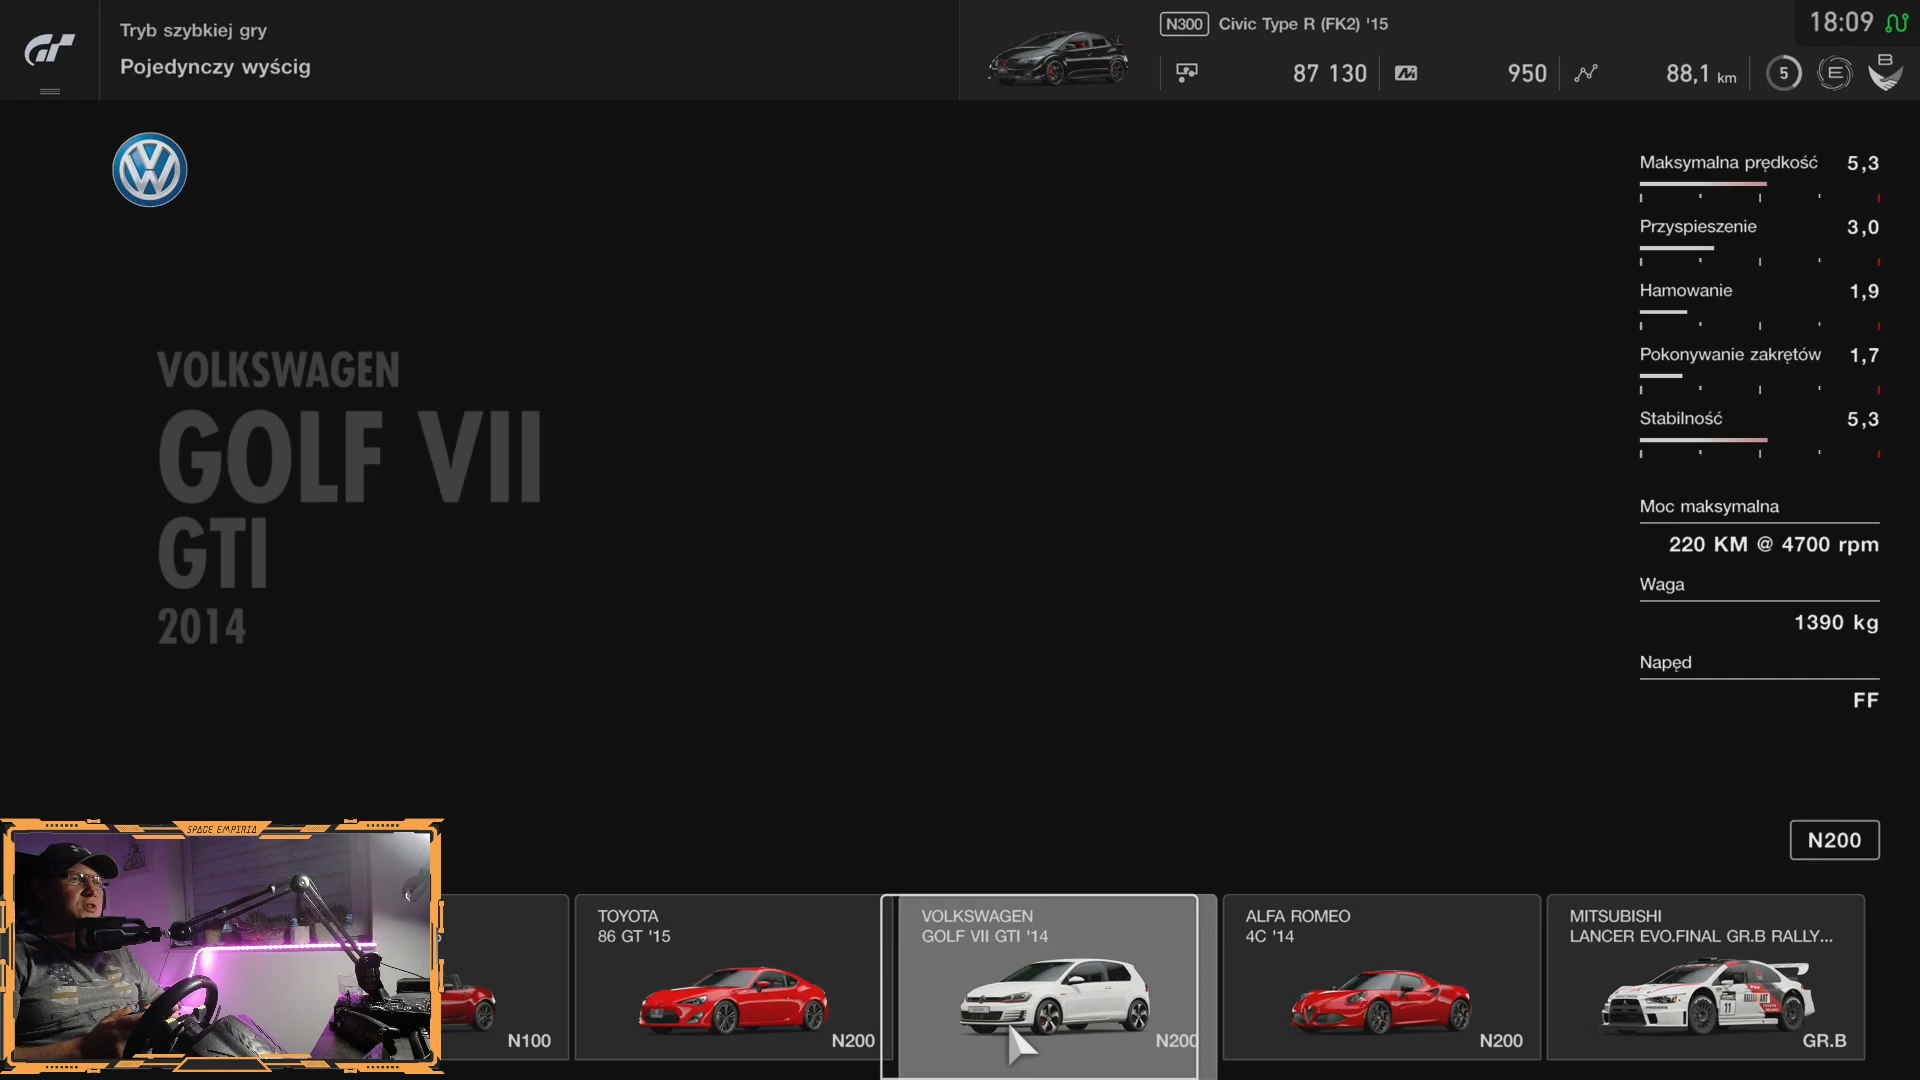 Tryb szybkiej gry
Pojedynczy wyścig
N300 Civic Type R (FK2) '15
87 130
950
88,1 km
5
E
B
18:09
Maksymalna prędkość 5,3
Przyspieszenie 3,0
Hamowanie 1,9
Pokonywanie zakrętów 1,7
Stabilność 5,3
Moc maksymalna
220 KM @ 4700 rpm
Waga
1390 kg
Napęd
FF
VOLKSWAGEN
GOLF VII
GTI
2014
N200
SPACE EMPIRIA
N100
TOYOTA
86 GT '15
N200
VOLKSWAGEN
GOLF VII GTI '14
N200
ALFA ROMEO
4C '14
N200
MITSUBISHI
LANCER EVO.FINAL GR.B RALLY...
GR.B